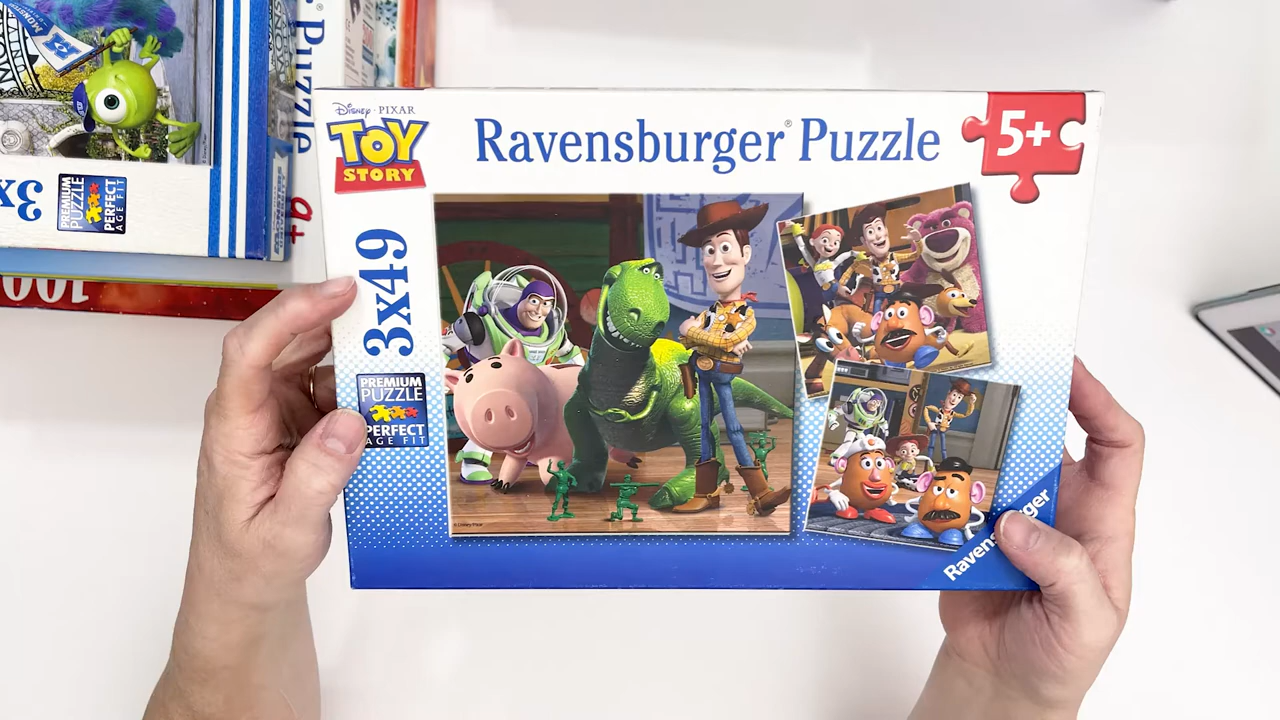 Disney · PIXAR
TOY
STORY
Ravensburger® Puzzle
5+
3x49
PREMIUM
PUZZLE
PERFECT
AGE FIT
Ravensburger
3x
PREMIUM
PUZZLE
PERFECT
AGE FIT
Puzzle
a+
100